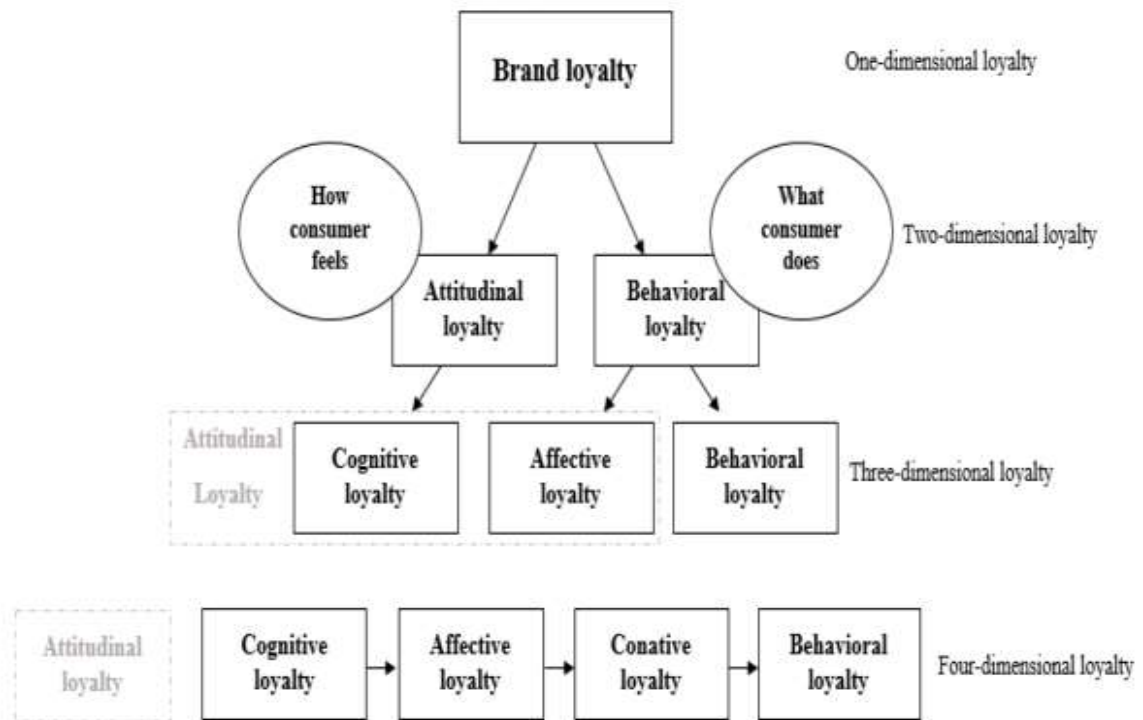 Brand loyalty
One-dimensional loyalty
How
consumer
feels
What
consumer
does
Two-dimensional loyalty
Attitudinal
loyalty
Behavioral
loyalty
Attitudinal
Loyalty
Cognitive
loyalty
Affective
loyalty
Behavioral
loyalty
Three-dimensional loyalty
Attitudinal
loyalty
Cognitive
loyalty
Affective
loyalty
Conative
loyalty
Behavioral
loyalty
Four-dimensional loyalty